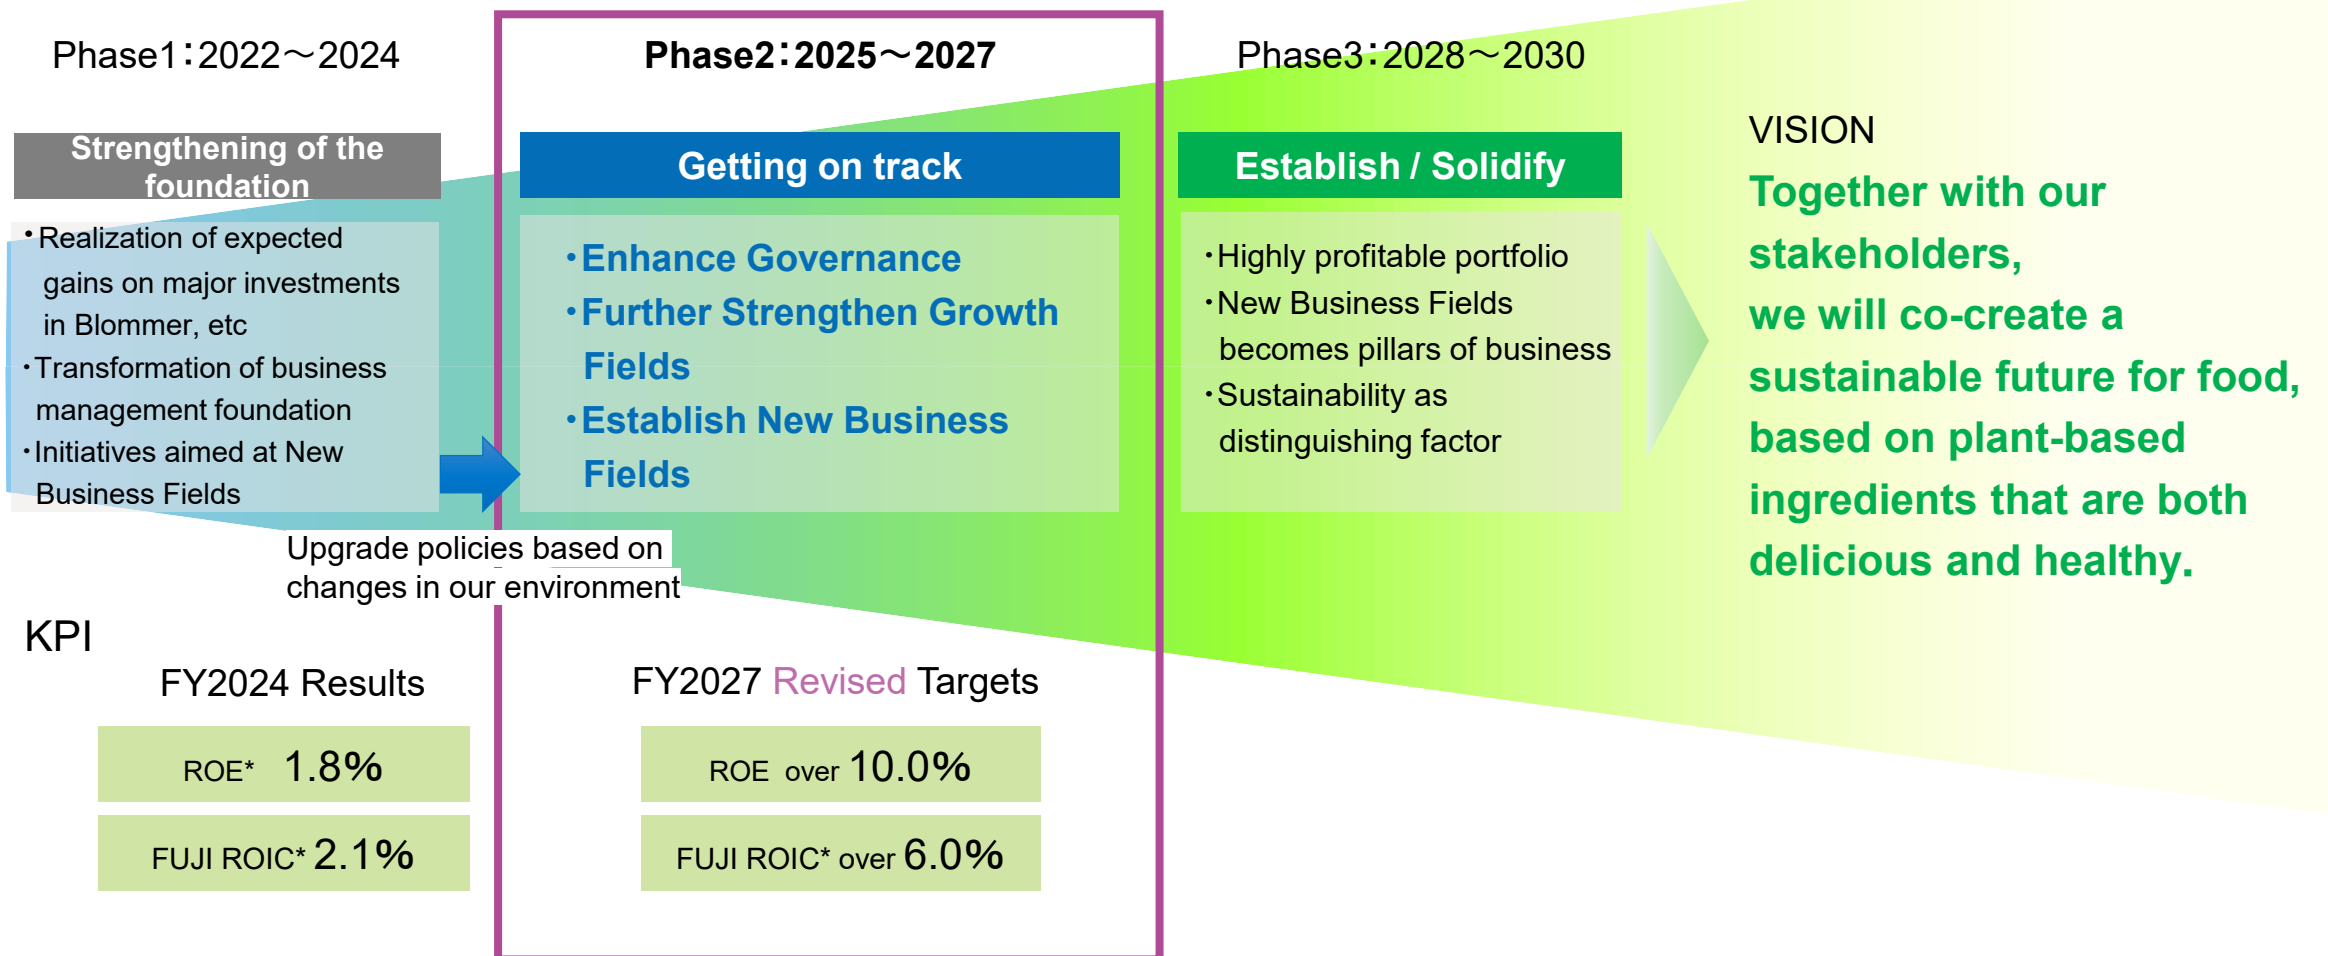 Phase1：2022～2024
Strengthening of the
foundation
・Realization of expected
gains on major investments
in Blommer, etc
・Transformation of business
management foundation
・Initiatives aimed at New
Business Fields
Phase2：2025～2027
Getting on track
・Enhance Governance
・Further Strengthen Growth
Fields
・Establish New Business
Fields
Phase3：2028～2030
Establish / Solidify
・Highly profitable portfolio
・New Business Fields
becomes pillars of business
・Sustainability as
distinguishing factor
VISION
Together with our
stakeholders,
we will co-create a
sustainable future for food,
based on plant-based
ingredients that are both
delicious and healthy.
Upgrade policies based on
changes in our environment
KPI
FY2024 Results
ROE* 1.8%
FUJI ROIC* 2.1%
FY2027 Revised Targets
ROE over 10.0%
FUJI ROIC* over 6.0%